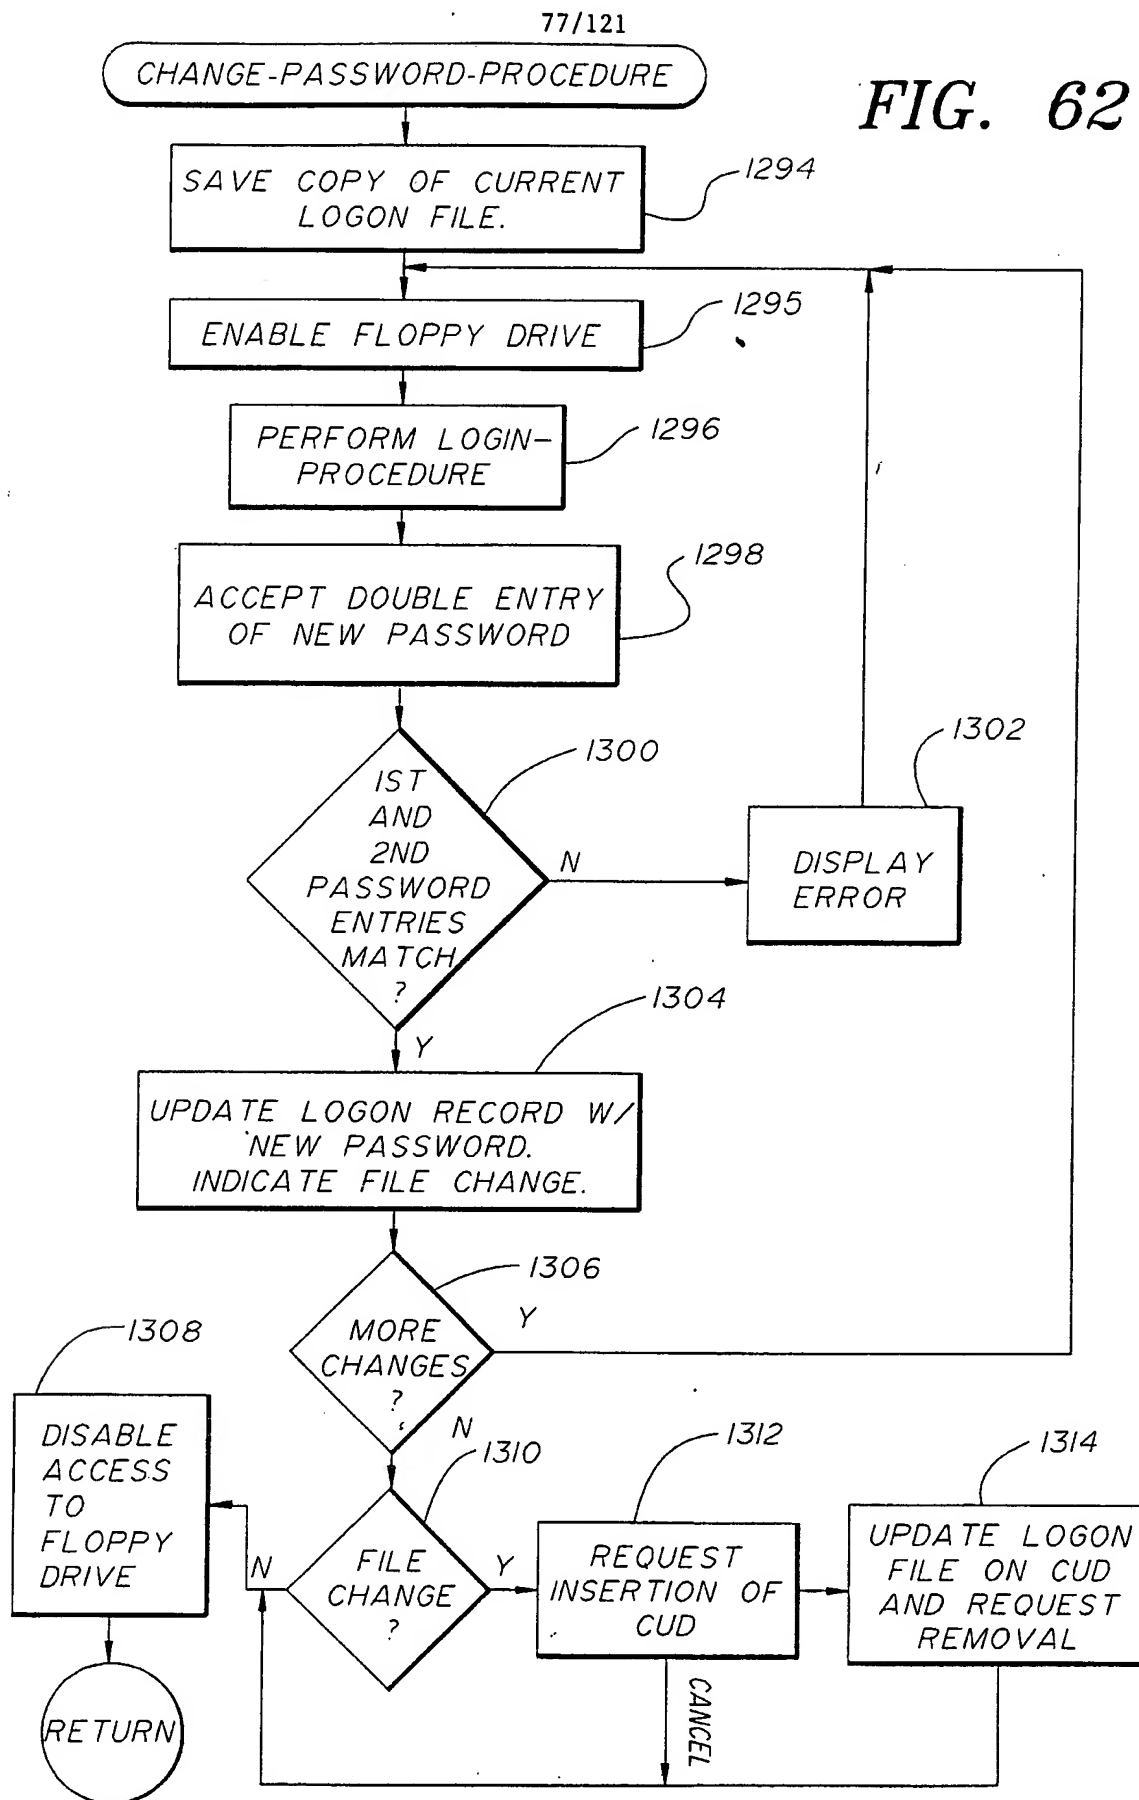 77/121
CHANGE-PASSWORD-PROCEDURE
FIG. 62
SAVE COPY OF CURRENT
LOGON FILE.
1294
ENABLE FLOPPY DRIVE
1295
PERFORM LOGIN-
PROCEDURE
1296
ACCEPT DOUBLE ENTRY
OF NEW PASSWORD
1298
1ST
AND
2ND
PASSWORD
ENTRIES
MATCH
?
1300
N
DISPLAY
ERROR
1302
Y
1304
UPDATE LOGON RECORD W/
NEW PASSWORD.
INDICATE FILE CHANGE.
MORE
CHANGES
?
1306
Y
N
1308
DISABLE
ACCESS
TO
FLOPPY
DRIVE
N
FILE
CHANGE
?
1310
Y
1312
REQUEST
INSERTION OF
CUD
1314
UPDATE LOGON
FILE ON CUD
AND REQUEST
REMOVAL
CANCEL
RETURN